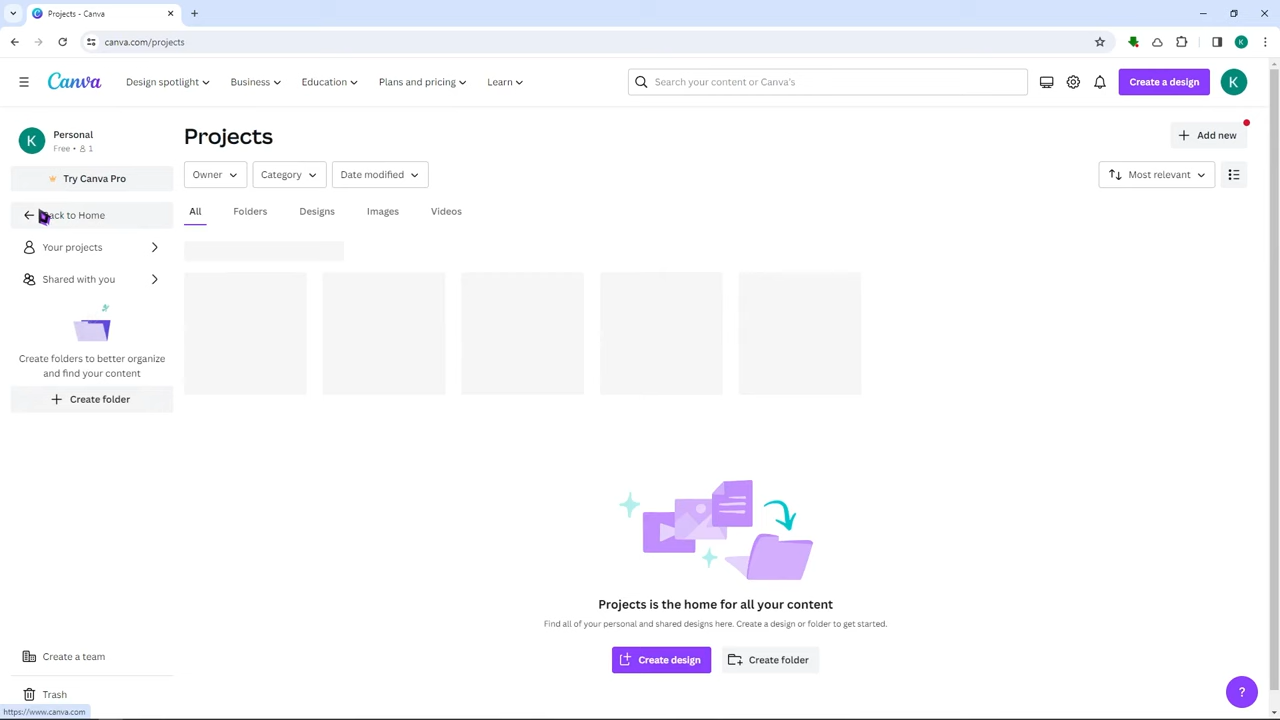 Projects - Canva
canva.com/projects
K
Canva
Design spotlight
Business
Education
Plans and pricing
Learn
Search your content or Canva's
Create a design
K
K
Personal
Free • 1
Try Canva Pro
Back to Home
Your projects
Shared with you
Create folders to better organize
and find your content
Create folder
Create a team
Trash
https://www.canva.com
Projects
Add new
Owner
Category
Date modified
Most relevant
All
Folders
Designs
Images
Videos
Projects is the home for all your content
Find all of your personal and shared designs here. Create a design or folder to get started.
Create design
Create folder
?